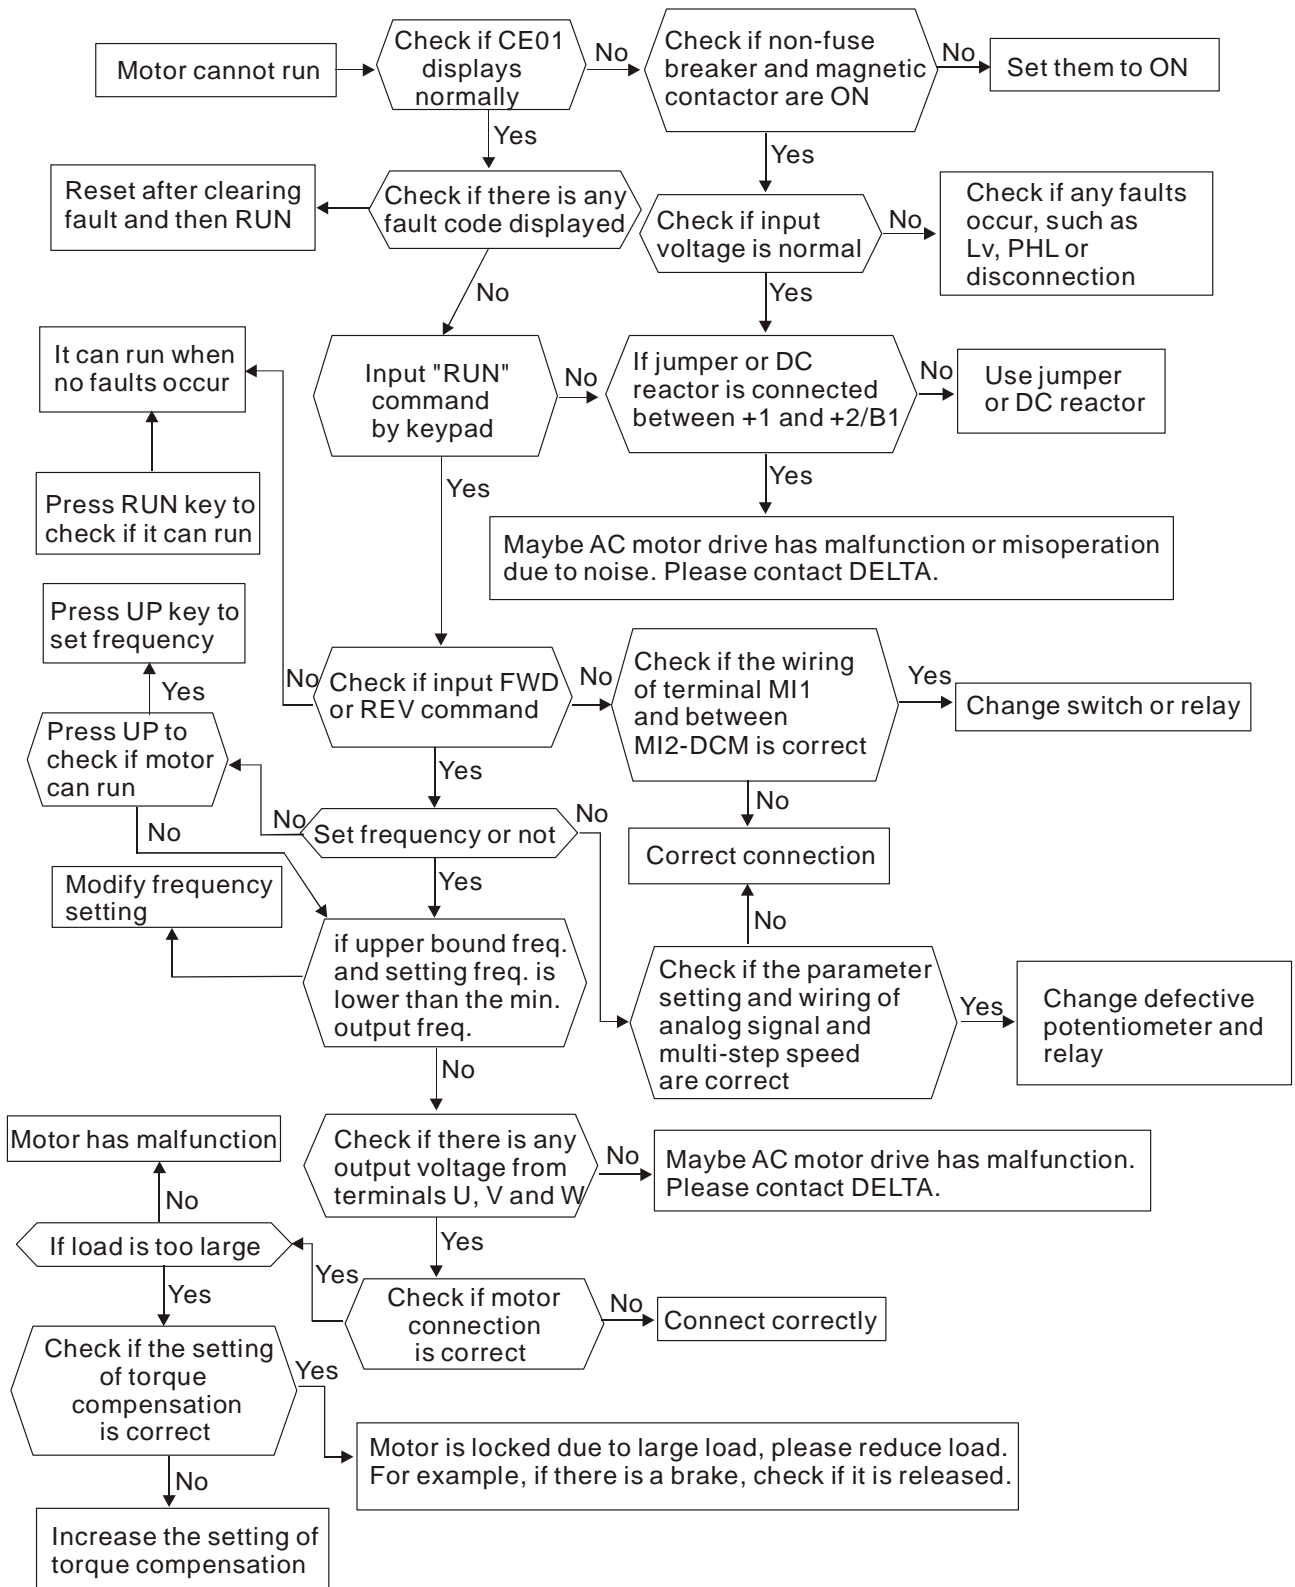 Motor cannot run
Check if CE01
displays
normally
No
Check if non-fuse
breaker and magnetic
contactor are ON
No
Set them to ON
Yes
Yes
Reset after clearing
fault and then RUN
Check if there is any
fault code displayed
Check if input
voltage is normal
No
Check if any faults
occur, such as
Lv, PHL or
disconnection
No
Yes
It can run when
no faults occur
Input "RUN"
command
by keypad
No
If jumper or DC
reactor is connected
between +1 and +2/B1
No
Use jumper
or DC reactor
Press RUN key to
check if it can run
Yes
Yes
Maybe AC motor drive has malfunction or misoperation
due to noise. Please contact DELTA.
Press UP key to
set frequency
No
Check if input FWD
or REV command
No
Check if the wiring
of terminal MI1
and between
MI2-DCM is correct
Yes
Change switch or relay
Yes
Press UP to
check if motor
can run
Yes
No
No
No
Set frequency or not
No
Correct connection
Modify frequency
setting
Yes
No
if upper bound freq.
and setting freq. is
lower than the min.
output freq.
Check if the parameter
setting and wiring of
analog signal and
multi-step speed
are correct
Yes
Change defective
potentiometer and
relay
No
Motor has malfunction
Check if there is any
output voltage from
terminals U, V and W
No
Maybe AC motor drive has malfunction.
Please contact DELTA.
No
If load is too large
Yes
Yes
Yes
Check if motor
connection
is correct
No
Connect correctly
Check if the setting
of torque
compensation
is correct
Yes
Motor is locked due to large load, please reduce load.
For example, if there is a brake, check if it is released.
No
Increase the setting of
torque compensation